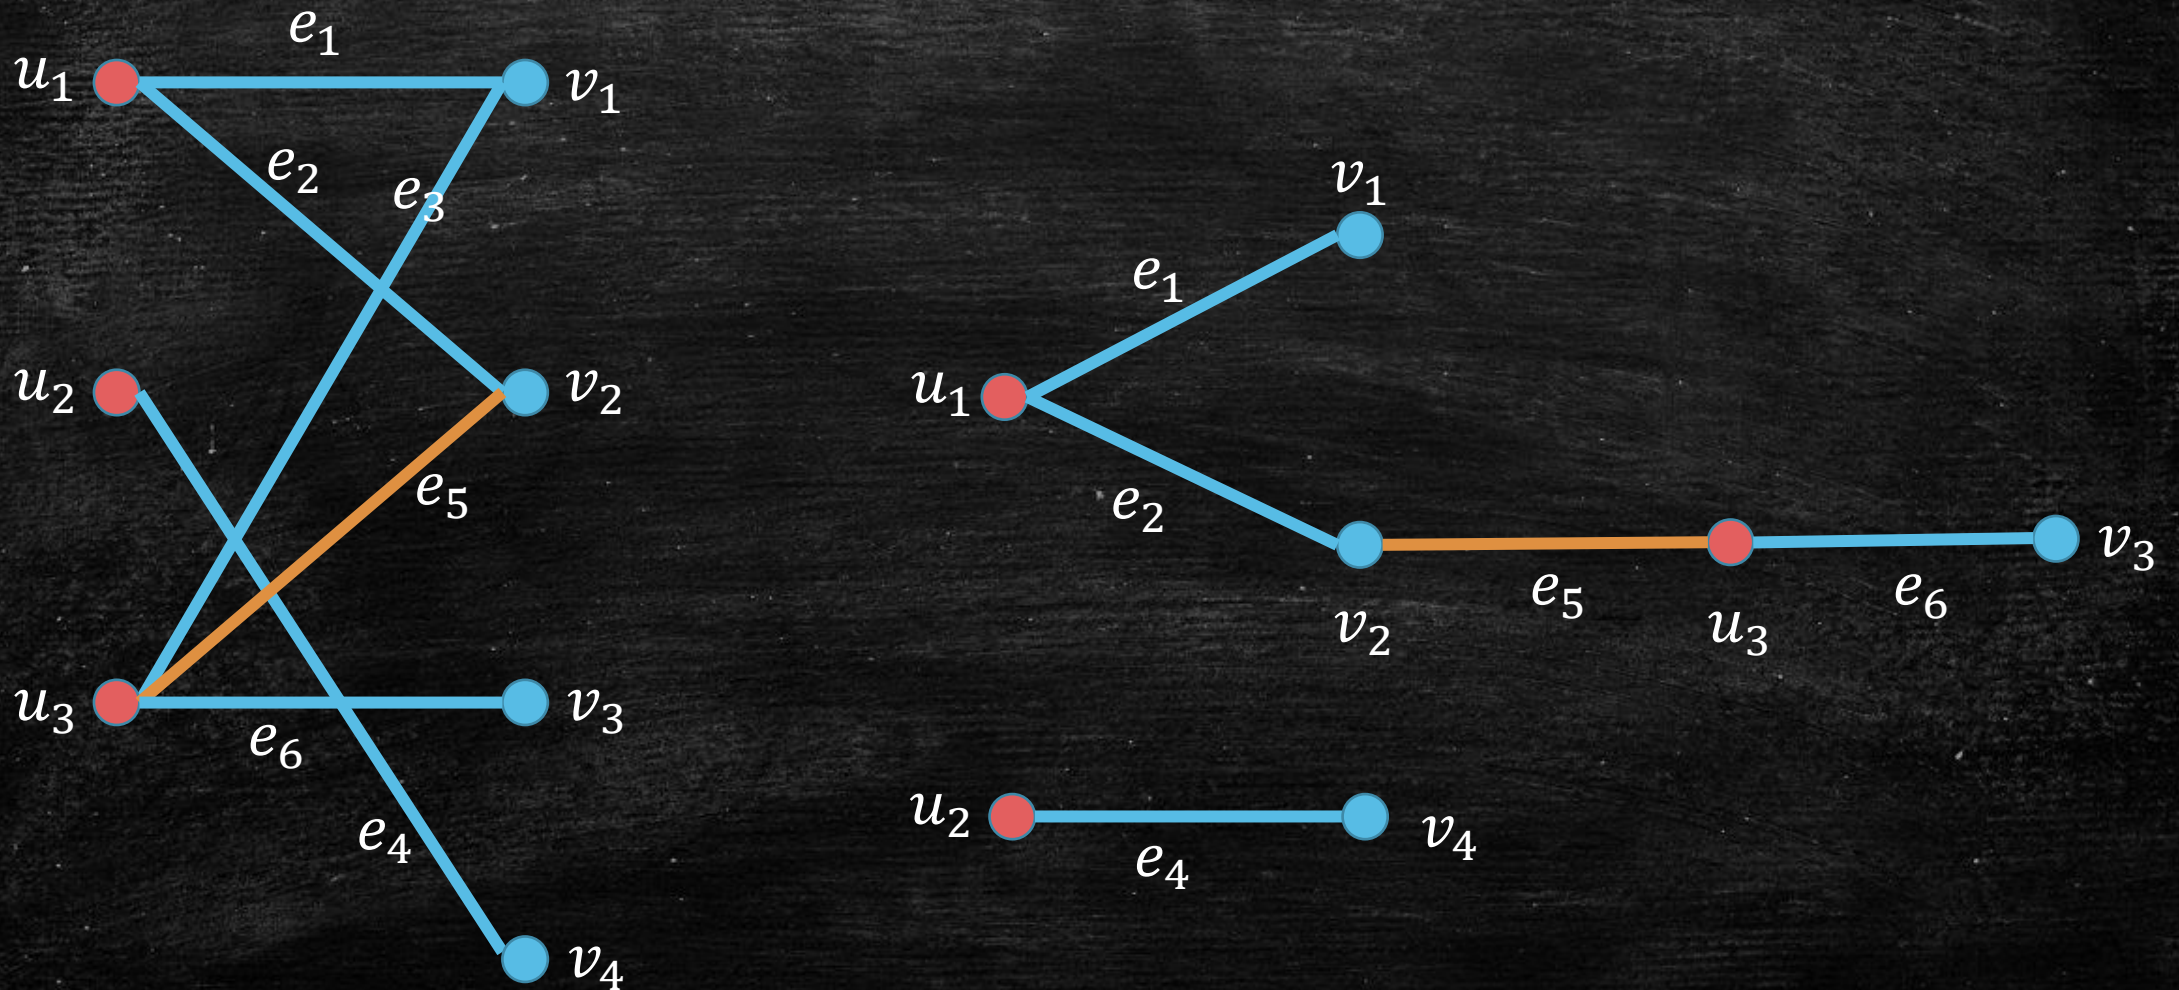 e₁
u₁
v₁
e₂
e₃
u₂
v₂
e₅
u₃
v₃
e₆
e₄
v₄
v₁
e₁
u₁
e₂
v₃
e₅
e₆
v₂
u₃
u₂
v₄
e₄